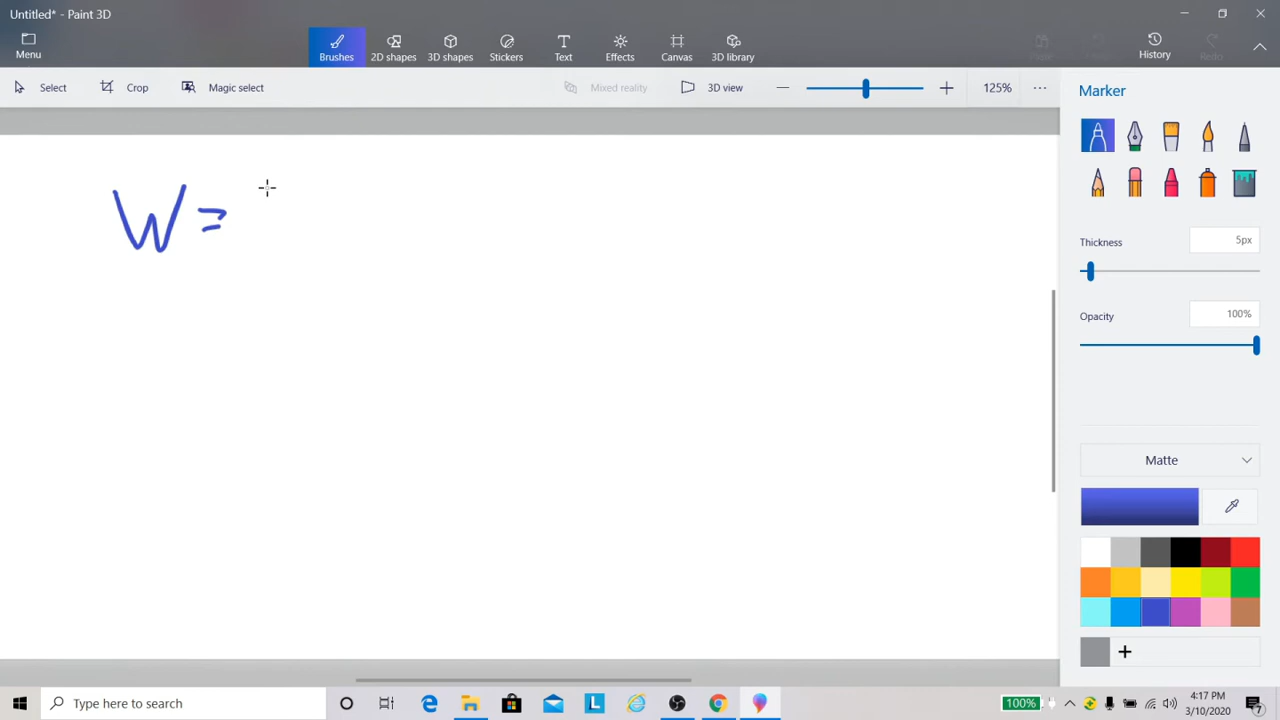 Untitled* - Paint 3D
Menu
Brushes 2D shapes 3D shapes Stickers Text Effects Canvas 3D library History Redo
Select Crop Magic select Mixed reality 3D view 125%
Marker
W =
Thickness 5px
Opacity 100%
Matte
Type here to search
100%
4:17 PM
3/10/2020
7